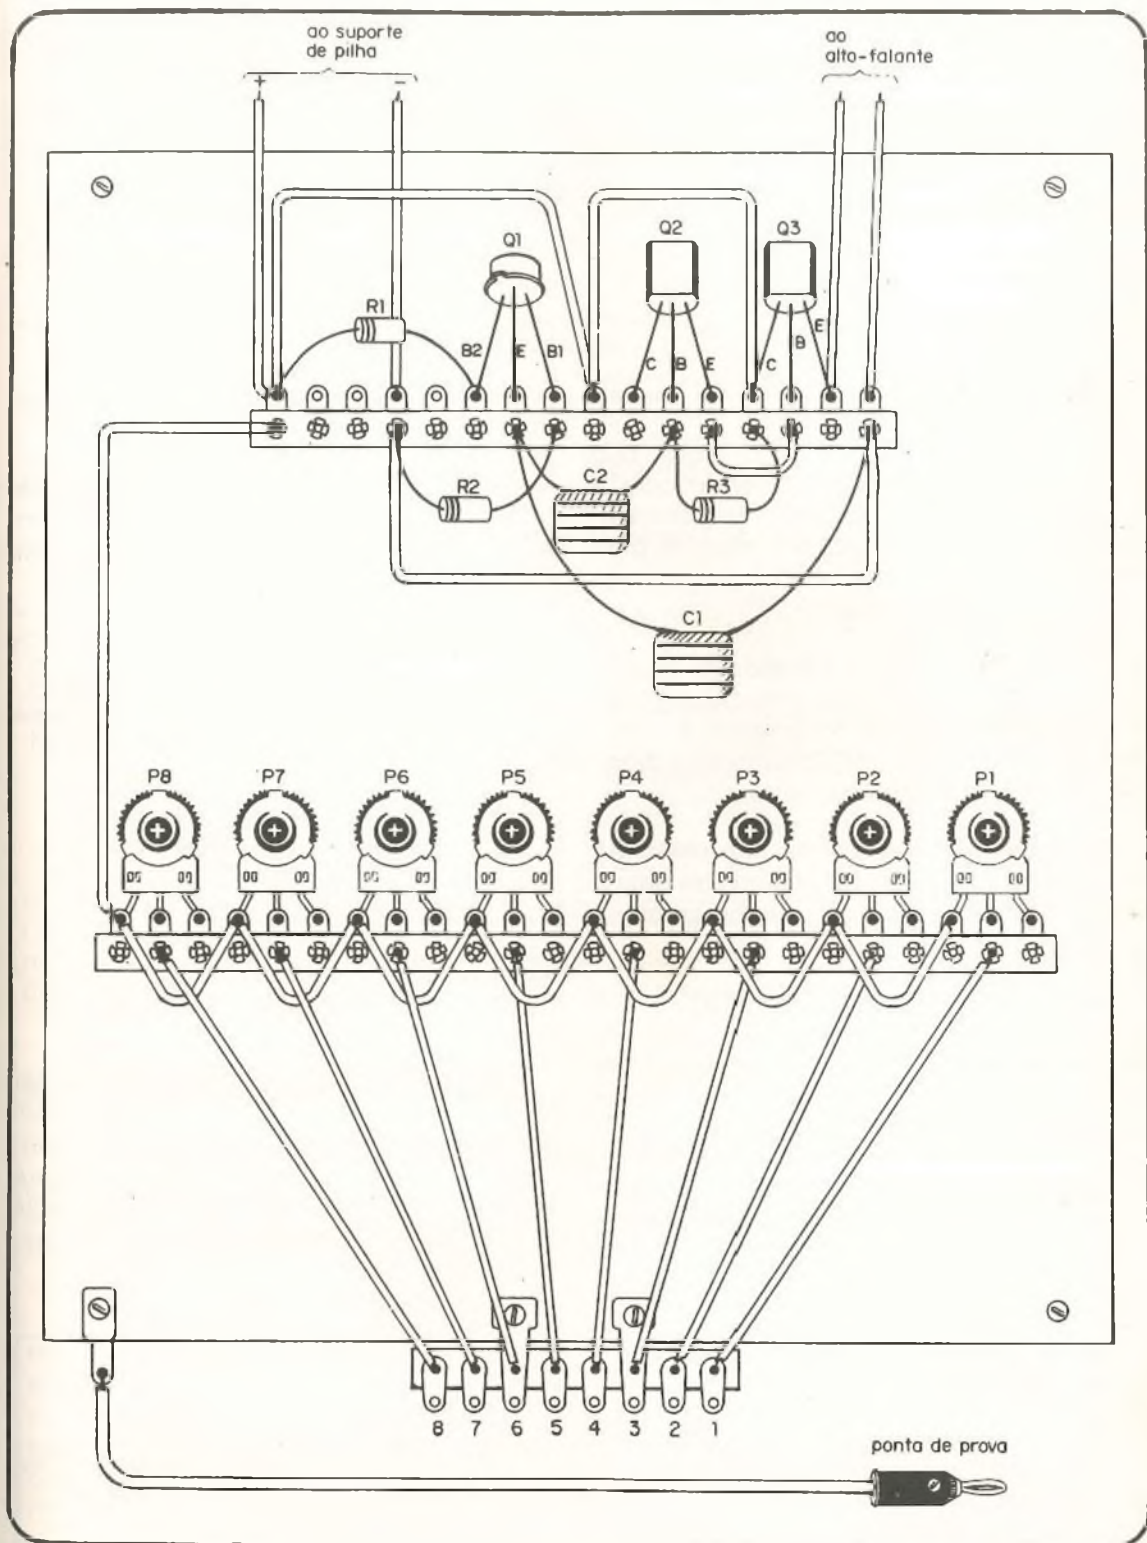 ao suporte
de pilha
+ −
ao
alto-falante
Q1
Q2
Q3
R1
B2 E B1
C B E
C B E
R2
C2
R3
C1
P8 P7 P6 P5 P4 P3 P2 P1
8 7 6 5 4 3 2 1
ponta de prova